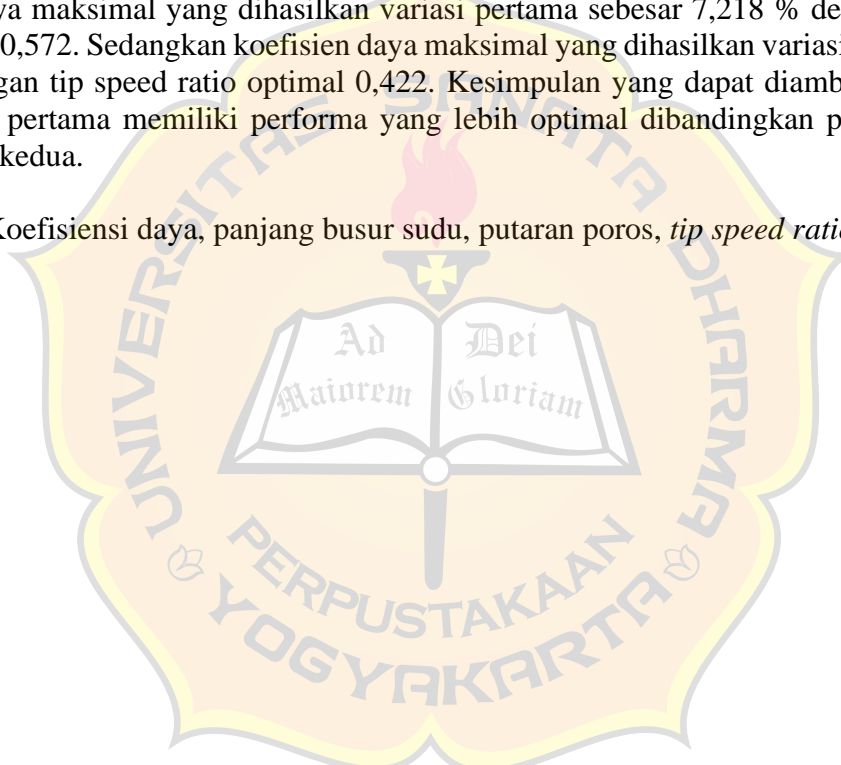 ya maksimal yang dihasilkan variasi pertama sebesar 7,218 % de
0,572. Sedangkan koefisien daya maksimal yang dihasilkan variasi
gan tip speed ratio optimal 0,422. Kesimpulan yang dapat diamb
pertama memiliki performa yang lebih optimal dibandingkan p
kedua.
Koefisiensi daya, panjang busur sudu, putaran poros, tip speed ratio
UNIVERSITAS SANATA DHARMA
Ad Dei
Maiorem Gloriam
PERPUSTAKAAN
YOGYAKARTA